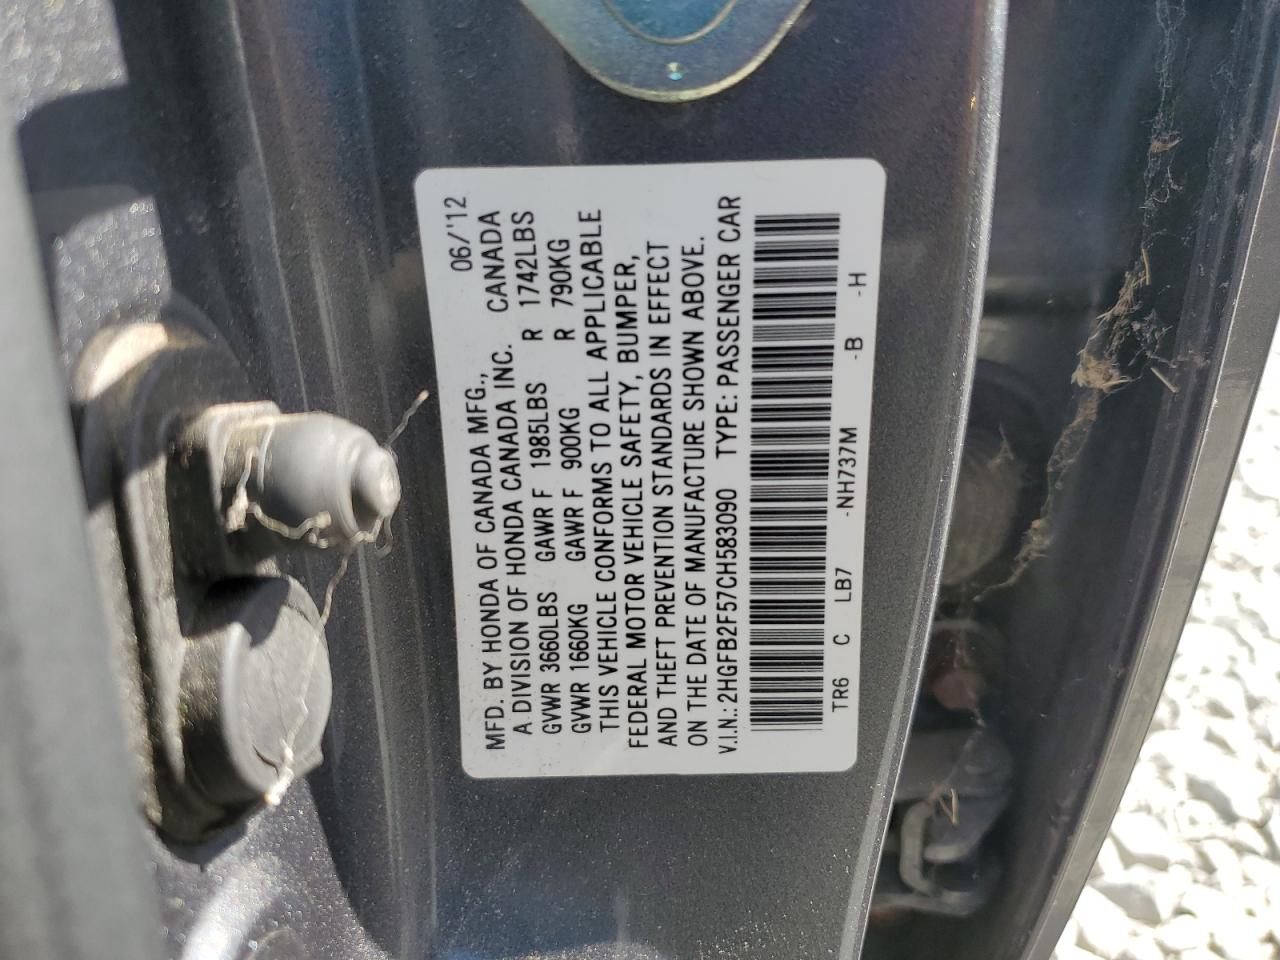 06/'12
MFD. BY HONDA OF CANADA MFG.,
A DIVISION OF HONDA CANADA INC. CANADA
GVWR 3660LBS GAWR F 1985LBS R 1742LBS
GVWR 1660KG GAWR F 900KG R 790KG
THIS VEHICLE CONFORMS TO ALL APPLICABLE
FEDERAL MOTOR VEHICLE SAFETY, BUMPER,
AND THEFT PREVENTION STANDARDS IN EFFECT
ON THE DATE OF MANUFACTURE SHOWN ABOVE.
V.I.N.: 2HGFB2F57CH583090 TYPE: PASSENGER CAR
TR6 C LB7 -NH737M -B -H